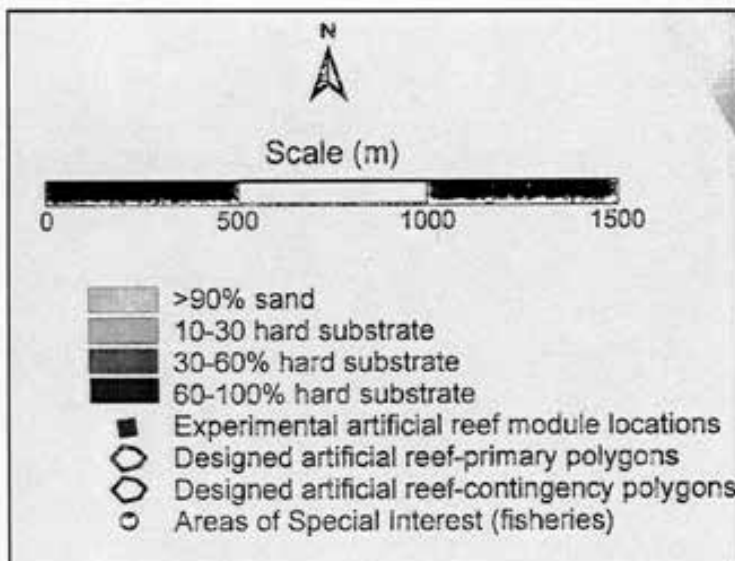 N
Scale (m)
0 500 1000 1500
>90% sand
10-30 hard substrate
30-60% hard substrate
60-100% hard substrate
Experimental artificial reef module locations
Designed artificial reef-primary polygons
Designed artificial reef-contingency polygons
Areas of Special Interest (fisheries)